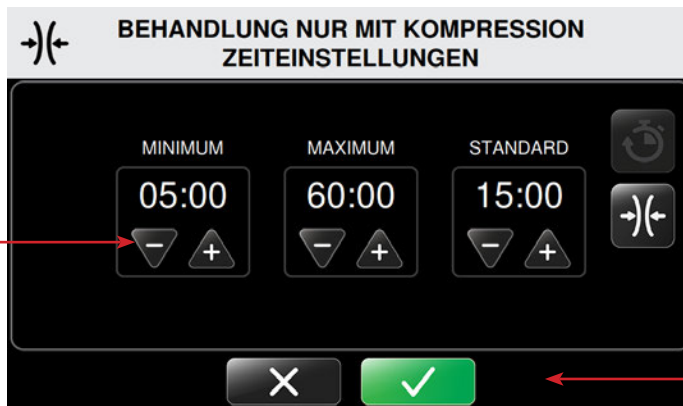 BEHANDLUNG NUR MIT KOMPRESSION
ZEITEINSTELLUNGEN
MINIMUM MAXIMUM STANDARD
05:00 60:00 15:00